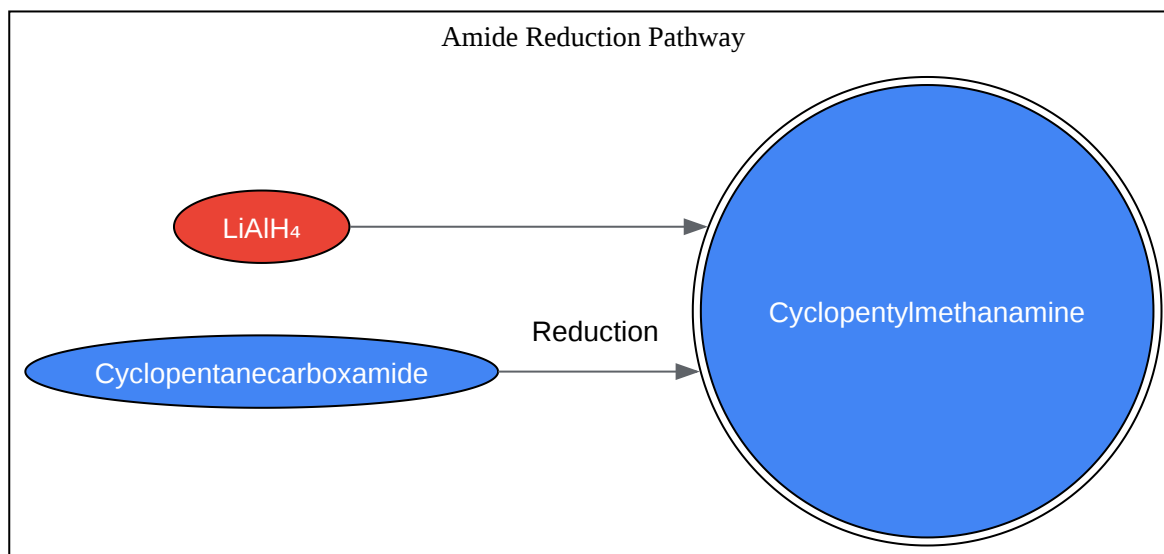 Amide Reduction Pathway
LiAlH₄
Cyclopentylmethanamine
Reduction
Cyclopentanecarboxamide